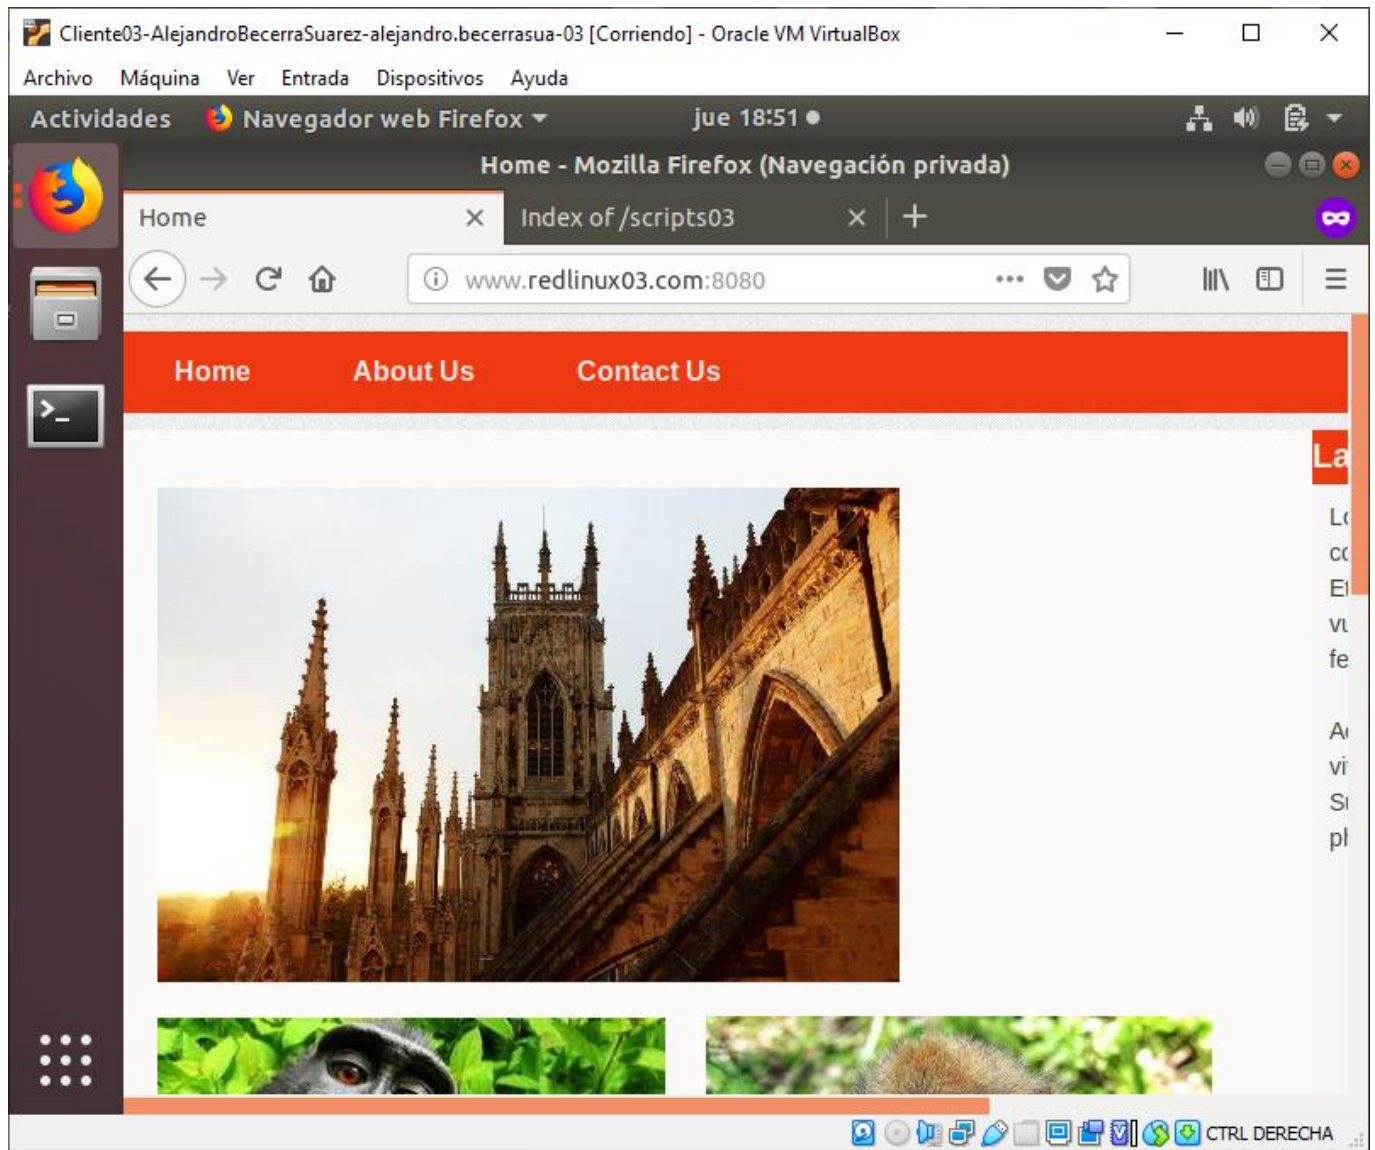 Cliente03-AlejandroBecerraSuarez-alejandro.becerrasua-03 [Corriendo] - Oracle VM VirtualBox
Archivo Máquina Ver Entrada Dispositivos Ayuda
Actividades Navegador web Firefox jue 18:51
Home - Mozilla Firefox (Navegación privada)
Home Index of /scripts03
www.redlinux03.com:8080
Home About Us Contact Us
La
fe
CTRL DERECHA